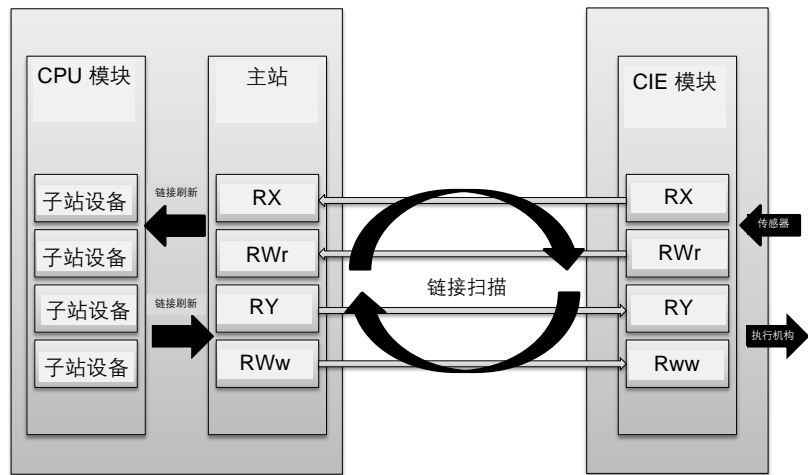 CPU 模块
主站
CIE 模块
子站设备
链接刷新
RX
RX
传感器
子站设备
RWr
RWr
链接扫描
子站设备
链接刷新
RY
RY
执行机构
子站设备
RWw
Rww